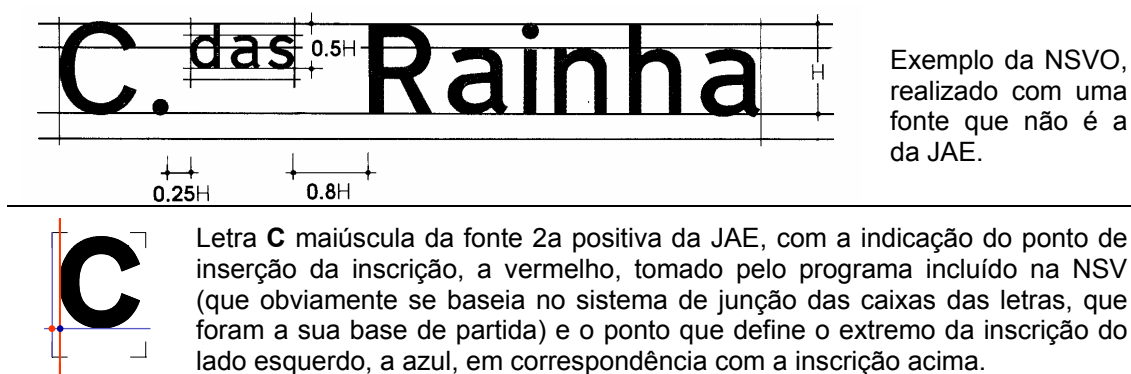 C. das Rainha
0.5H
H
0.25H
0.8H
Exemplo da NSVO,
realizado com uma
fonte que não é a
da JAE.
C
Letra C maiúscula da fonte 2a positiva da JAE, com a indicação do ponto de
inserção da inscrição, a vermelho, tomado pelo programa incluído na NSV
(que obviamente se baseia no sistema de junção das caixas das letras, que
foram a sua base de partida) e o ponto que define o extremo da inscrição do
lado esquerdo, a azul, em correspondência com a inscrição acima.